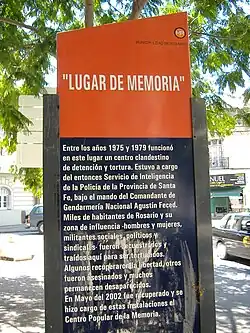 "LUGAR DE MEMORIA"
Entre los años 1975 y 1979 funcionó
en este lugar un centro clandestino
de detención y tortura. Estuvo a cargo
del entonces Servicio de Inteligencia
de la Policía de la Provincia de Santa
Fe, bajo el mando del Comandante de
Gendarmería Nacional Agustín Feced.
Miles de habitantes de Rosario y su
zona de influencia -hombres y mujeres,
militantes sociales, políticos y
sindicales- fueron secuestrados y
traídos aquí para ser torturados.
Algunos recuperaron la libertad, otros
fueron asesinados y muchos
permanecen desaparecidos.
En Mayo del 2002 fue recuperado y se
hizo cargo de estas instalaciones el
Centro Popular de la Memoria.